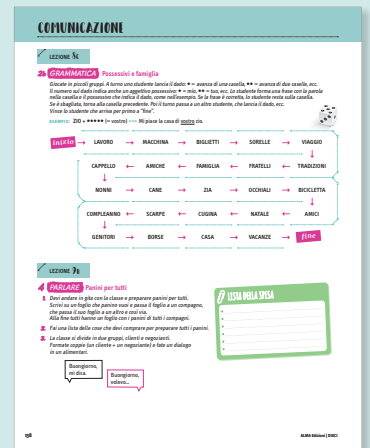 COMUNICAZIONE
LEZIONE 5C
2b GRAMMATICA Possessivi e famiglia
Giocate in piccoli gruppi. A turno uno studente lancia il dado: • = avanza di una casella, •• = avanza di due caselle, ecc.
Il numero sul dado indica anche un aggettivo possessivo: • = mio, •• = tuo, ecc. Lo studente forma una frase con la parola
nella casella e il possessivo che indica il dado, come nell'esempio. Se la frase è corretta, lo studente resta sulla casella.
Se è sbagliata, torna alla casella precedente. Poi il turno passa a un altro studente, che lancia il dado, ecc.
Vince lo studente che arriva per primo a "fine".
ESEMPIO: ZIO + ••••• (= vostro) >>> Mi piace la casa di vostro zio.
inizio → LAVORO → MACCHINA → BIGLIETTI → SORELLE → VIAGGIO
↓
CAPPELLO ← AMICHE ← FAMIGLIA ← FRATELLI ← TRADIZIONI
↓
NONNI → CANE → ZIA → OCCHIALI → BICICLETTA
↓
COMPLEANNO ← SCARPE ← CUGINA ← NATALE ← AMICI
↓
GENITORI → BORSE → CASA → VACANZE → fine
LEZIONE 7B
4 PARLARE Panini per tutti
1. Devi andare in gita con la classe e preparare panini per tutti.
Scrivi su un foglio che panino vuoi e passa il foglio a un compagno,
che passa il suo foglio a un altro e così via.
Alla fine tutti hanno un foglio con i panini di tutti i compagni.
2. Fai una lista delle cose che devi comprare per preparare tutti i panini.
3. La classe si divide in due gruppi, clienti e negozianti.
Formate coppie (un cliente + un negoziante) e fate un dialogo
in un alimentari.
LISTA DELLA SPESA
Buongiorno,
mi dica.
Buongiorno,
volevo...
158
ALMA Edizioni | DIECI